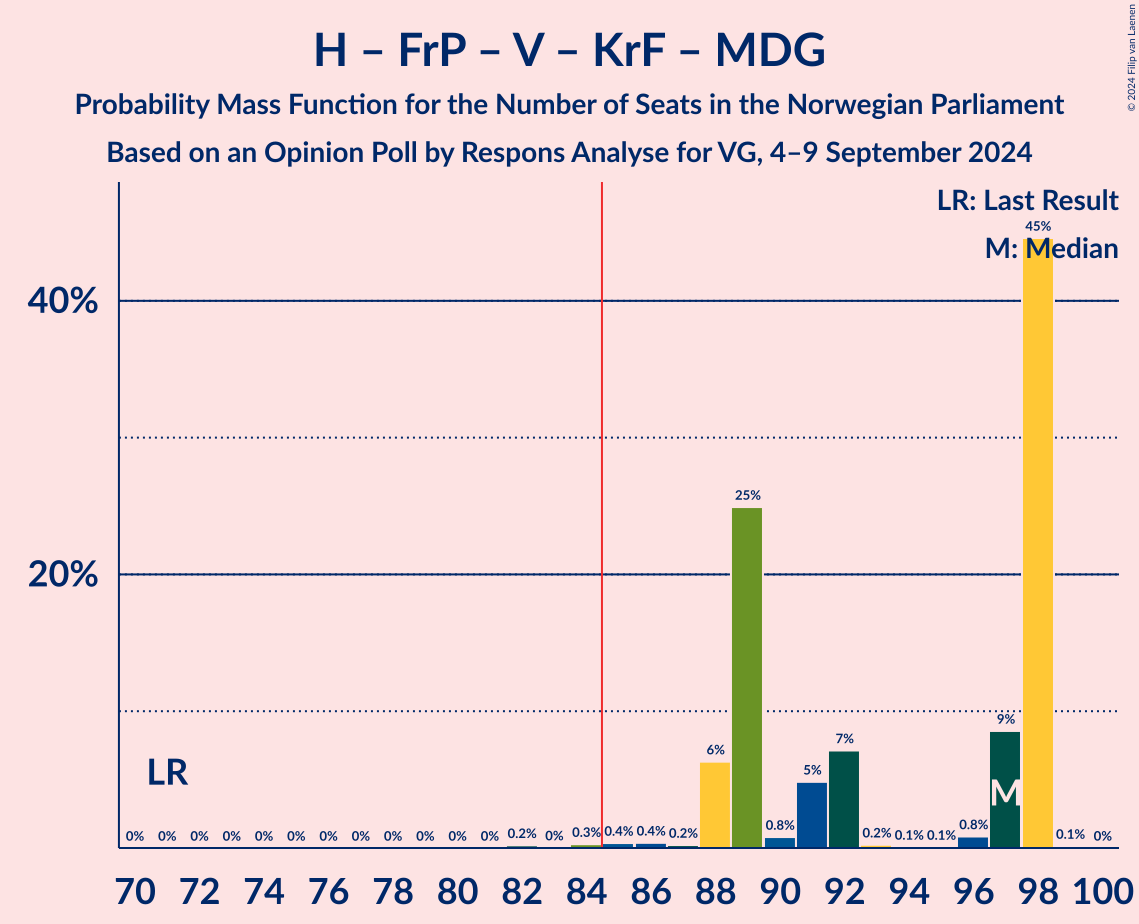 H – FrP – V – KrF – MDG
Probability Mass Function for the Number of Seats in the Norwegian Parliament
Based on an Opinion Poll by Respons Analyse for VG, 4–9 September 2024
© 2024 Filip van Laenen
LR: Last Result
45%
M: Median
40%
25%
20%
9%
7%
6%
5%
LR
M
0% 0% 0% 0% 0% 0% 0% 0% 0% 0% 0% 0% 0.2% 0% 0.3% 0.4% 0.4% 0.2% 0.8% 0.2% 0.1% 0.1% 0.8% 0.1% 0%
70 72 74 76 78 80 82 84 86 88 90 92 94 96 98 100